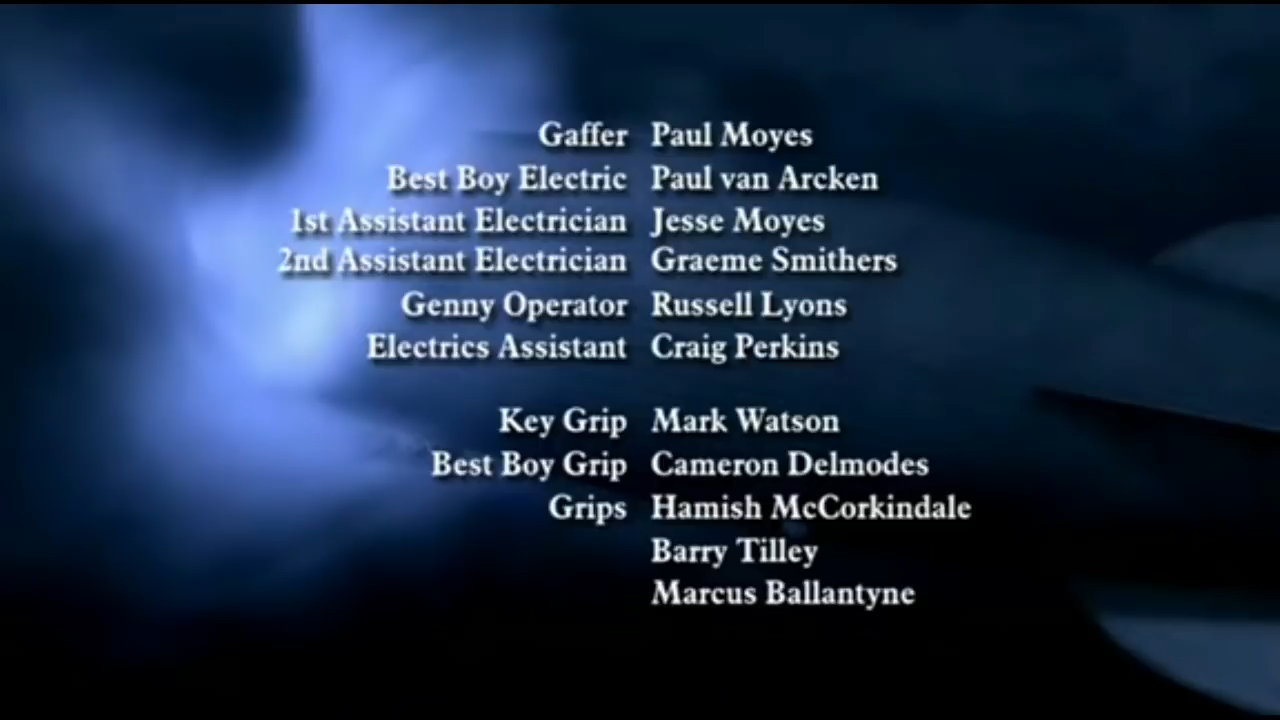 Gaffer Paul Moyes
Best Boy Electric Paul van Arcken
1st Assistant Electrician Jesse Moyes
2nd Assistant Electrician Graeme Smithers
Genny Operator Russell Lyons
Electrics Assistant Craig Perkins
Key Grip Mark Watson
Best Boy Grip Cameron Delmodes
Grips Hamish McCorkindale
Barry Tilley
Marcus Ballantyne